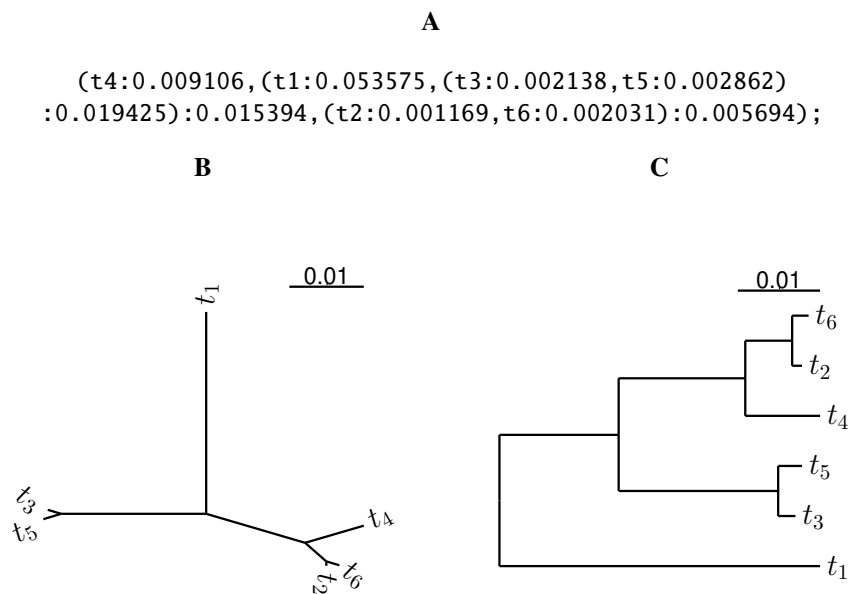 A
(t4:0.009106,(t1:0.053575,(t3:0.002138,t5:0.002862)
:0.019425):0.015394,(t2:0.001169,t6:0.002031):0.005694);
B
C
0.01
t1
t3
t5
t4
t6
t2
0.01
t6
t2
t4
t5
t3
t1